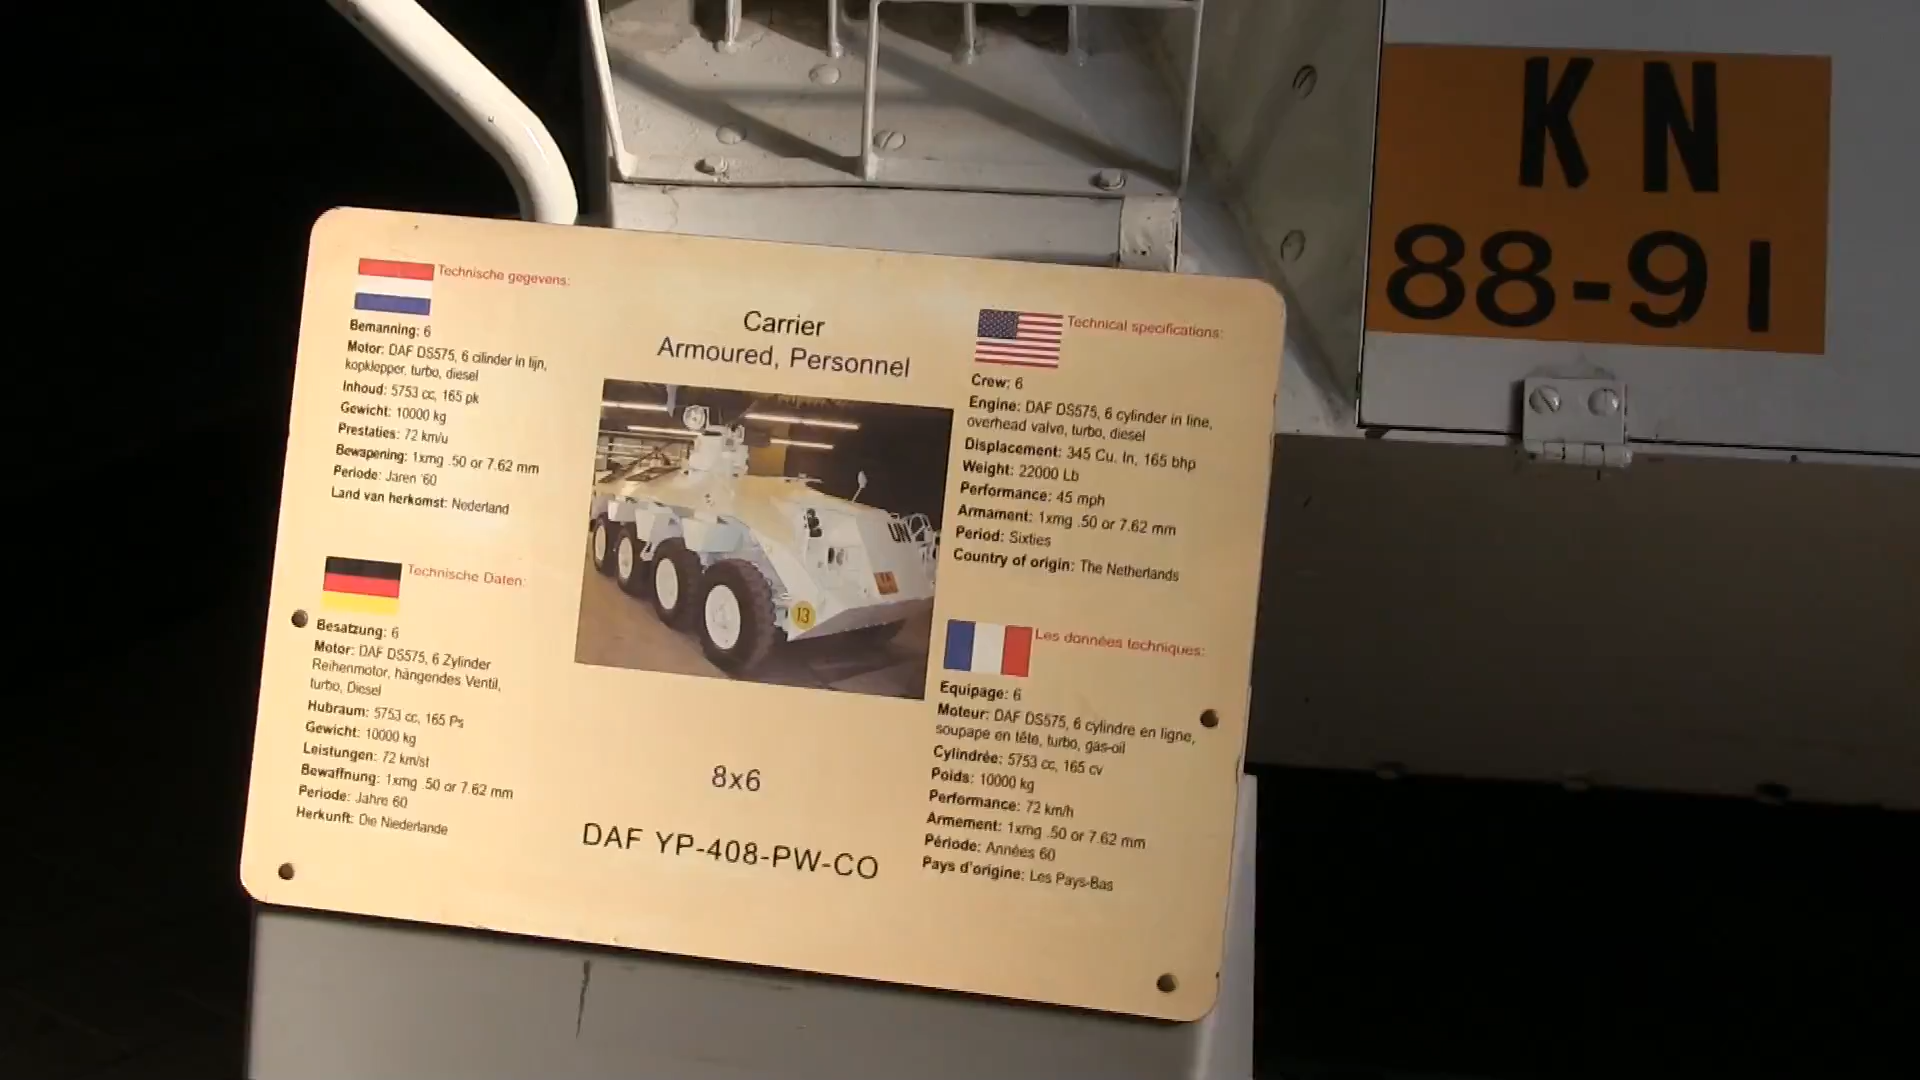 KN
88-91
Technische gegevens:
Bemanning: 6
Motor: DAF DS575, 6 cilinder in lijn,
kopklepper, turbo, diesel
Inhoud: 5753 cc, 165 pk
Gewicht: 10000 kg
Prestaties: 72 km/u
Bewapening: 1xmg .50 or 7.62 mm
Periode: Jaren '60
Land van herkomst: Nederland
Technische Daten:
Besatzung: 6
Motor: DAF DS575, 6 Zylinder
Reihenmotor, hängendes Ventil,
turbo, Diesel
Hubraum: 5753 cc, 165 Ps
Gewicht: 10000 kg
Leistungen: 72 km/st
Bewaffnung: 1xmg .50 or 7.62 mm
Periode: Jahre 60
Herkunft: Die Niederlande
Carrier
Armoured, Personnel
UN
13
8x6
DAF YP-408-PW-CO
Technical specifications:
Crew: 6
Engine: DAF DS575, 6 cylinder in line,
overhead valve, turbo, diesel
Displacement: 345 Cu. In, 165 bhp
Weight: 22000 Lb
Performance: 45 mph
Armament: 1xmg .50 or 7.62 mm
Period: Sixties
Country of origin: The Netherlands
Les données techniques:
Equipage: 6
Moteur: DAF DS575, 6 cylindre en ligne,
soupape en tête, turbo, gas-oil
Cylindrée: 5753 cc, 165 cv
Poids: 10000 kg
Performance: 72 km/h
Armement: 1xmg .50 or 7.62 mm
Période: Années 60
Pays d'origine: Les Pays-Bas